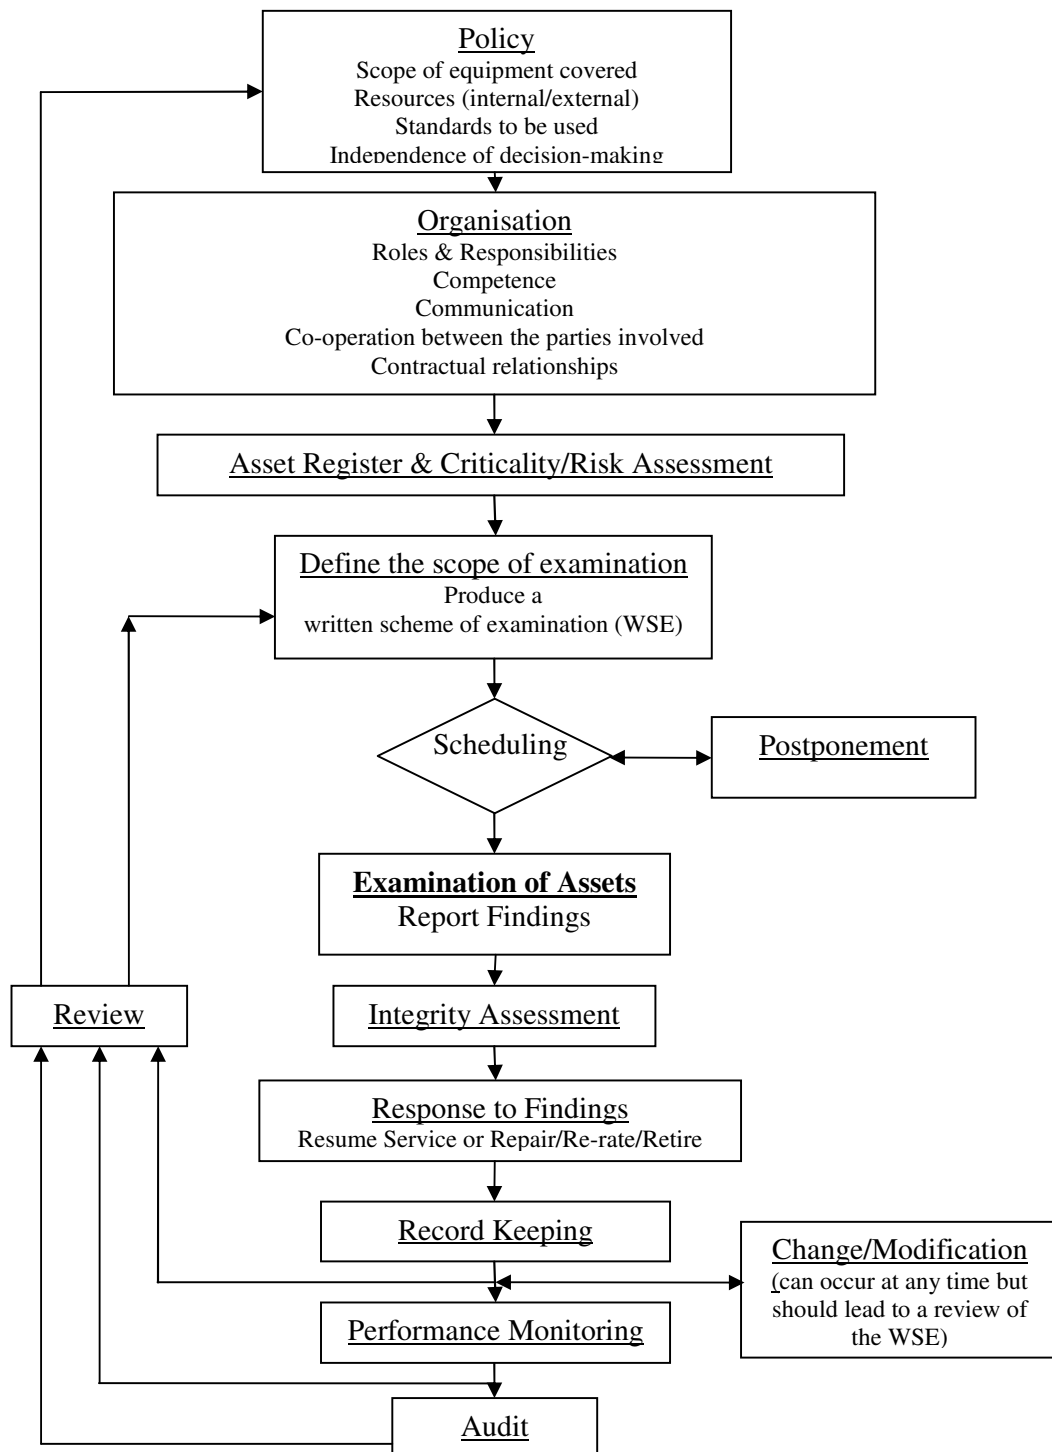 Policy
Scope of equipment covered
Resources (internal/external)
Standards to be used
Independence of decision-making
Organisation
Roles & Responsibilities
Competence
Communication
Co-operation between the parties involved
Contractual relationships
Asset Register & Criticality/Risk Assessment
Define the scope of examination
Produce a
written scheme of examination (WSE)
Scheduling
Postponement
Examination of Assets
Report Findings
Review
Integrity Assessment
Response to Findings
Resume Service or Repair/Re-rate/Retire
Record Keeping
Change/Modification
(can occur at any time but
should lead to a review of
the WSE)
Performance Monitoring
Audit